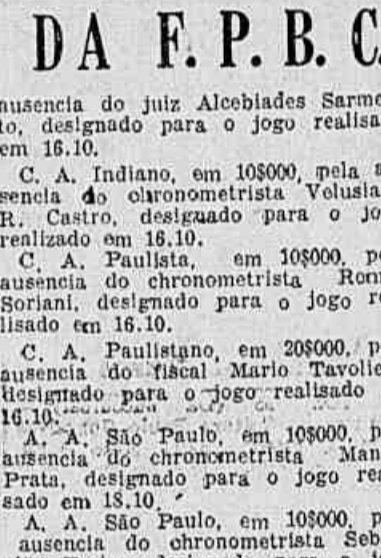 DA F. P. B. C.
ausencia do juiz Alcebiades Sarme
to, designado para o jogo realisa
em 16.10.
C. A. Indiano, em 10$000, pela a
sencia do chronometrista Velusia
R. Castro, designado para o jo
realizado em 16.10.
C. A. Paulista, em 10$000, pe
ausencia do chronometrista Rom
Soriani, designado para o jogo r
lisado em 16.10.
C. A. Paulistano, em 20$000, p
ausencia do fiscal Mario Tavolie
designado para o jogo realisado
16.10.
A. A. São Paulo, em 10$000, p
ausencia do chronometrista Man
Prata, designado para o jogo rea
sado em 18.10.
A. A. São Paulo, em 10$000, p
ausencia do chronometrista Seb